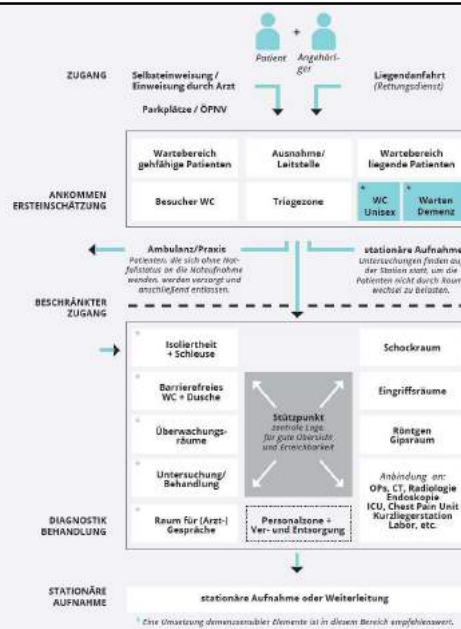 +
Patient
Angehöri-
ger
ZUGANG
Selbsteinweisung /
Einweisung durch Arzt
Parkplätze / ÖPNV
Liegendanfahrt
(Rettungsdienst)
ANKOMMEN
ERSTEINSCHÄTZUNG
Wartebereich
gehfähige Patienten
Ausnahme/
Leitstelle
Wartebereich
liegende Patienten
Besucher WC
Triagezone
* WC
Unisex
* Warten
Demenz
Ambulanz/Praxis
Patienten, die sich ohne Not-
fallstatus an die Notaufnahme
wenden, werden versorgt und
anschließend entlassen.
stationäre Aufnahme
Untersuchungen finden auf
der Station statt, um die
Patienten nicht durch Raum-
wechsel zu belasten.
BESCHRÄNKTER
ZUGANG
* Isoliertheit
+ Schleuse
* Barrierefreies
WC + Dusche
* Überwachungs-
räume
* Untersuchung/
Behandlung
* Raum für (Arzt-)
Gespräche
Stützpunkt
zentrale Lage
für gute Übersicht
und Erreichbarkeit
Personalzone +
Ver- und Entsorgung
Schockraum
Eingriffsräume
Röntgen
Gipsraum
Anbindung an:
OPs, CT, Radiologie
Endoskopie
ICU, Chest Pain Unit
Kurzliegerstation
Labor, etc.
DIAGNOSTIK
BEHANDLUNG
STATIONÄRE
AUFNAHME
stationäre Aufnahme oder Weiterleitung
* Eine Umsetzung demenzsensibler Elemente ist in diesem Bereich empfehlenswert.